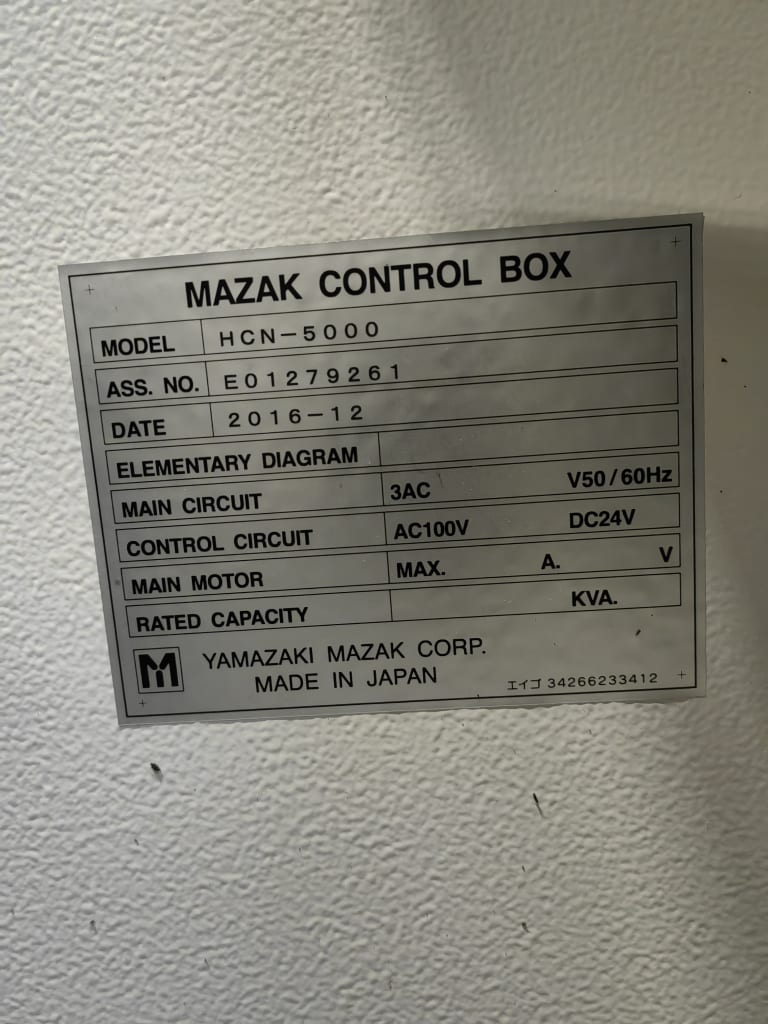 MAZAK CONTROL BOX
MODEL HCN-5000
ASS. NO. E01279261
DATE 2016-12
ELEMENTARY DIAGRAM
MAIN CIRCUIT 3AC V50/60Hz
CONTROL CIRCUIT AC100V DC24V
MAIN MOTOR MAX. A. V
RATED CAPACITY KVA.
M YAMAZAKI MAZAK CORP.
MADE IN JAPAN
エイゴ 34266233412